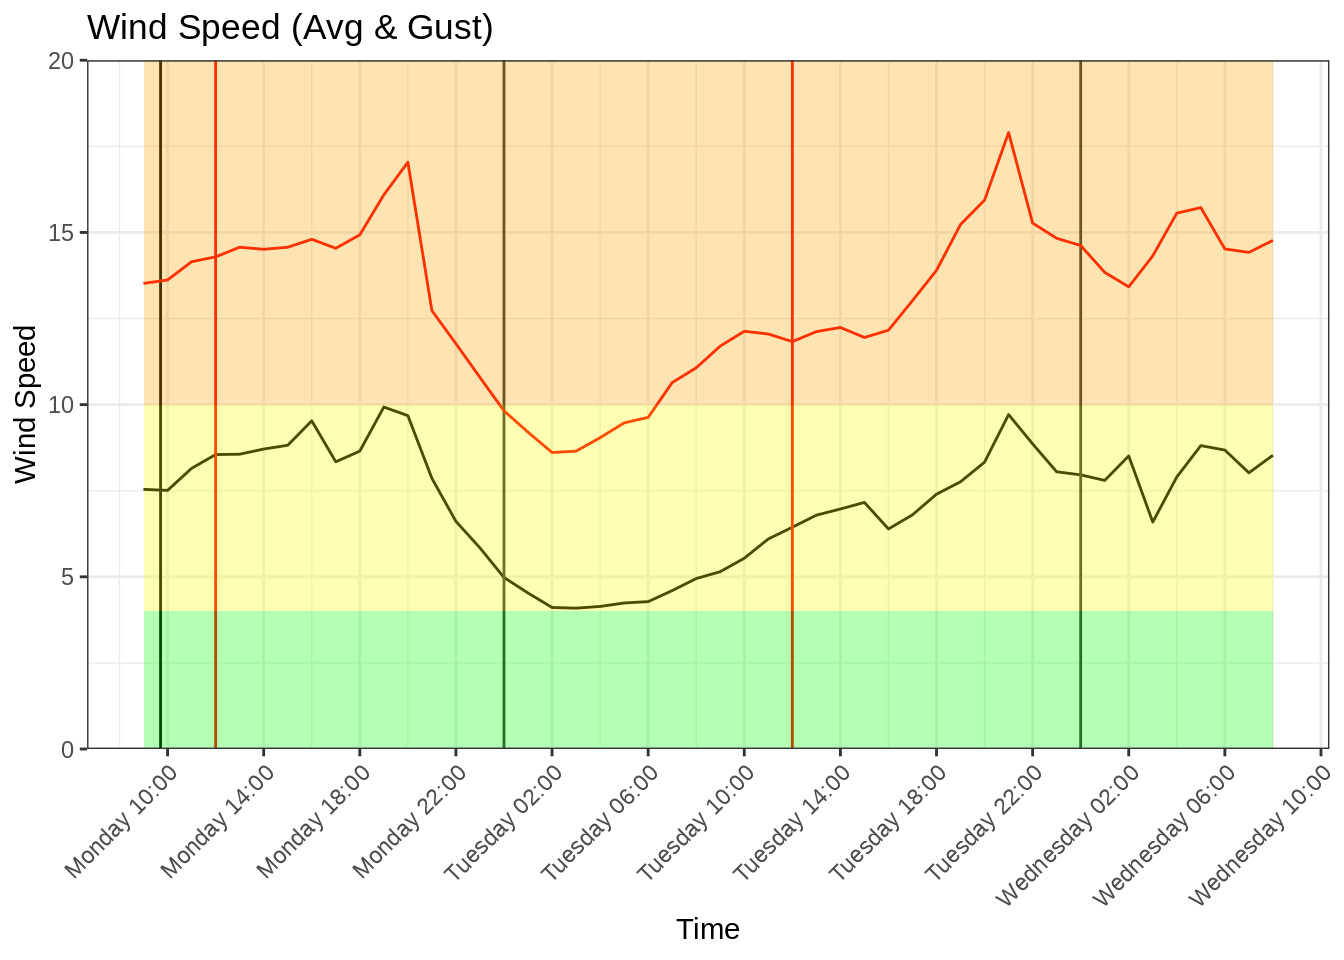 Wind Speed (Avg & Gust)
20
15
10
5
0
Wind Speed
Monday 10:00
Monday 14:00
Monday 18:00
Monday 22:00
Tuesday 02:00
Tuesday 06:00
Tuesday 10:00
Tuesday 14:00
Tuesday 18:00
Tuesday 22:00
Wednesday 02:00
Wednesday 06:00
Wednesday 10:00
Time